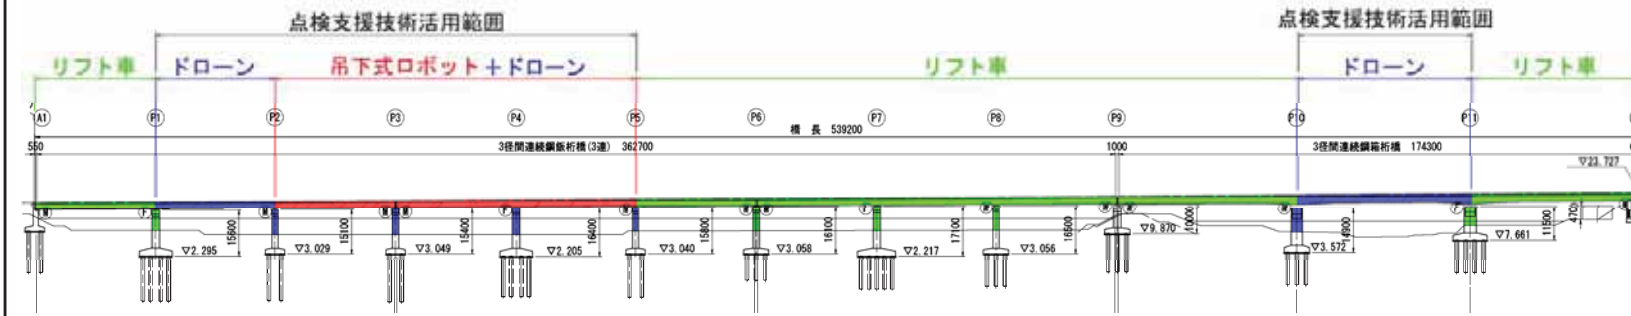 点検支援技術活用範囲
点検支援技術活用範囲
リフト車
ドローン
吊下式ロボット＋ドローン
リフト車
ドローン
リフト車
A1 P1 P2 P3 P4 P5 P6 P7 P8 P9 P10 P11
橋長 539200
550 3径間連続鋼鈑桁橋(3連) 362700 1000 3径間連続鋼箱桁橋 174300
▽23.727
15600 15100 15400 16400 15800 16100 17100 16500 10000 14900 11500 470
▽2.295 ▽3.029 ▽3.049 ▽2.205 ▽3.040 ▽3.058 ▽2.217 ▽3.056 ▽9.870 ▽3.572 ▽7.661